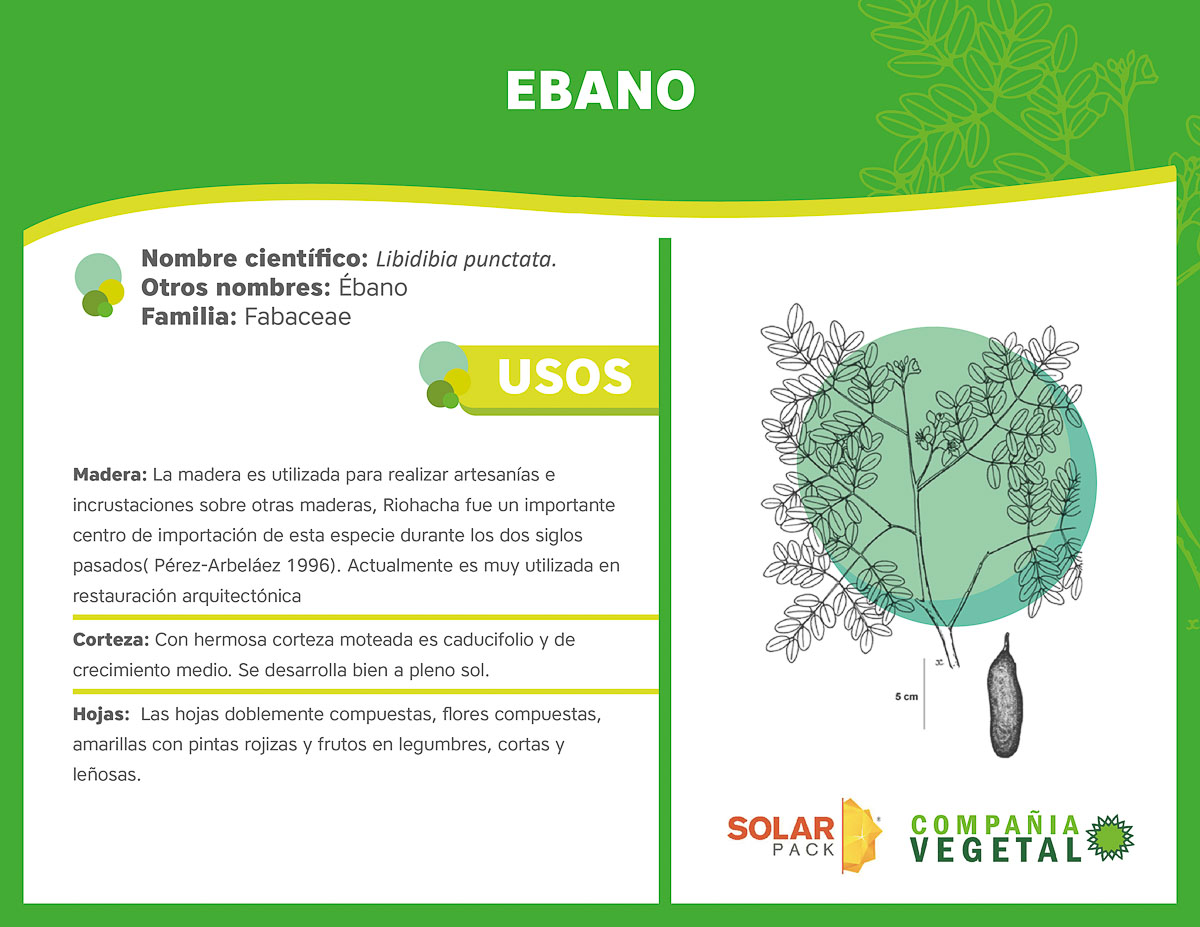 EBANO
Nombre científico: Libidibia punctata.
Otros nombres: Ébano
Familia: Fabaceae
USOS
Madera: La madera es utilizada para realizar artesanías e
incrustaciones sobre otras maderas, Riohacha fue un importante
centro de importación de esta especie durante los dos siglos
pasados( Pérez-Arbeláez 1996). Actualmente es muy utilizada en
restauración arquitectónica
Corteza: Con hermosa corteza moteada es caducifolio y de
crecimiento medio. Se desarrolla bien a pleno sol.
Hojas: Las hojas doblemente compuestas, flores compuestas,
amarillas con pintas rojizas y frutos en legumbres, cortas y
leñosas.
5 cm
SOLAR
PACK
COMPAÑIA
VEGETAL